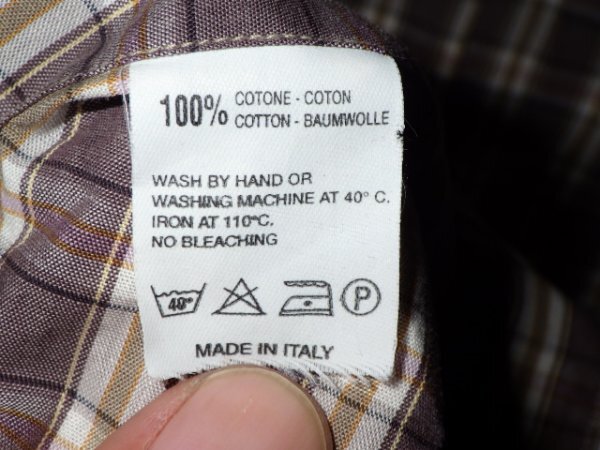 100% COTONE - COTON
COTTON - BAUMWOLLE
WASH BY HAND OR
WASHING MACHINE AT 40° C.
IRON AT 110°C.
NO BLEACHING
40° P
MADE IN ITALY